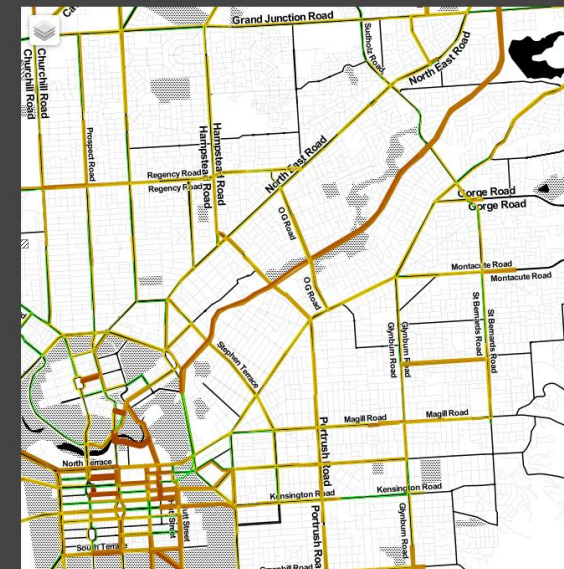 Grand Junction Road
Churchill Road
Churchill Road
Sudholz Road
North East Road
Prospect Road
Hampstead Road
Hampstead Road
North East Road
Regency Road
Regency Road
Gorge Road
Gorge Road
O G Road
Montacute Road
Montacute Road
O G Road
St Bernards Road
St Bernards Road
Glynburn Road
Glynburn Road
Stephen Terrace
Magill Road
Magill Road
Portrush Road
North Terrace
Kensington Road
Kensington Road
Portrush Roa
Glynburn Road
South Terrace